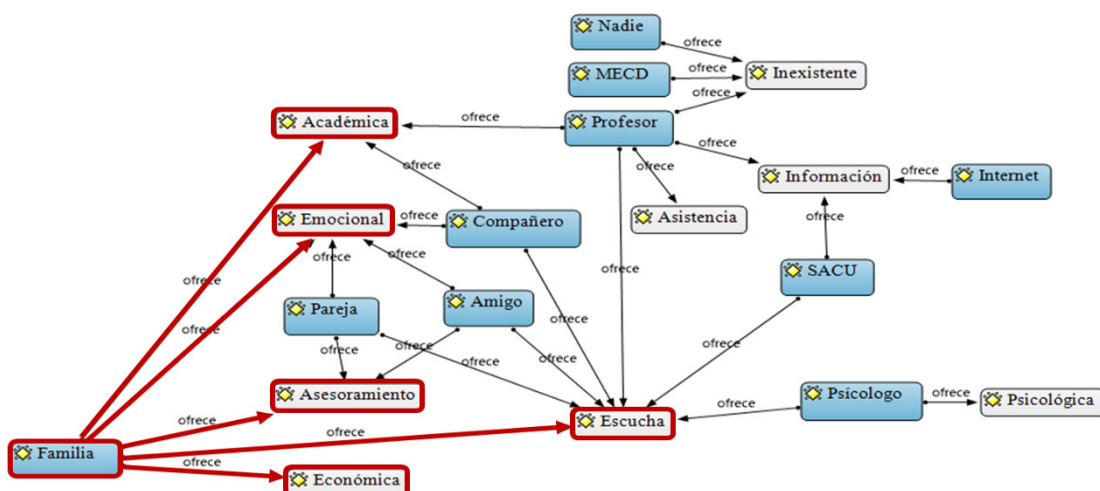 Nadie
ofrece
MECD
ofrece
Inexistente
ofrece
Académica
ofrece
Profesor
ofrece
Información
ofrece
Internet
ofrece
ofrece
Emocional
ofrece
Compañero
Asistencia
ofrece
ofrece
ofrece
ofrece
SACU
ofrece
Pareja
Amigo
ofrece
ofrece
ofrece
ofrece
ofrece
ofrece
ofrece
Asesoramiento
Psícologo
ofrece
Psicológica
ofrece
ofrece
Escucha
ofrece
Familia
ofrece
Económica